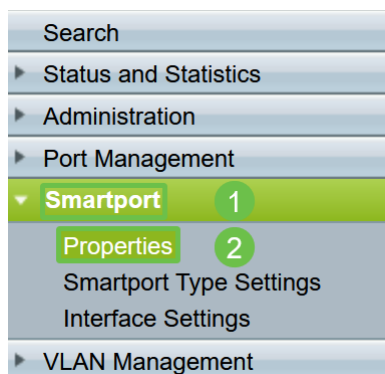 Search
Status and Statistics
Administration
Port Management
Smartport 1
Properties 2
Smartport Type Settings
Interface Settings
VLAN Management